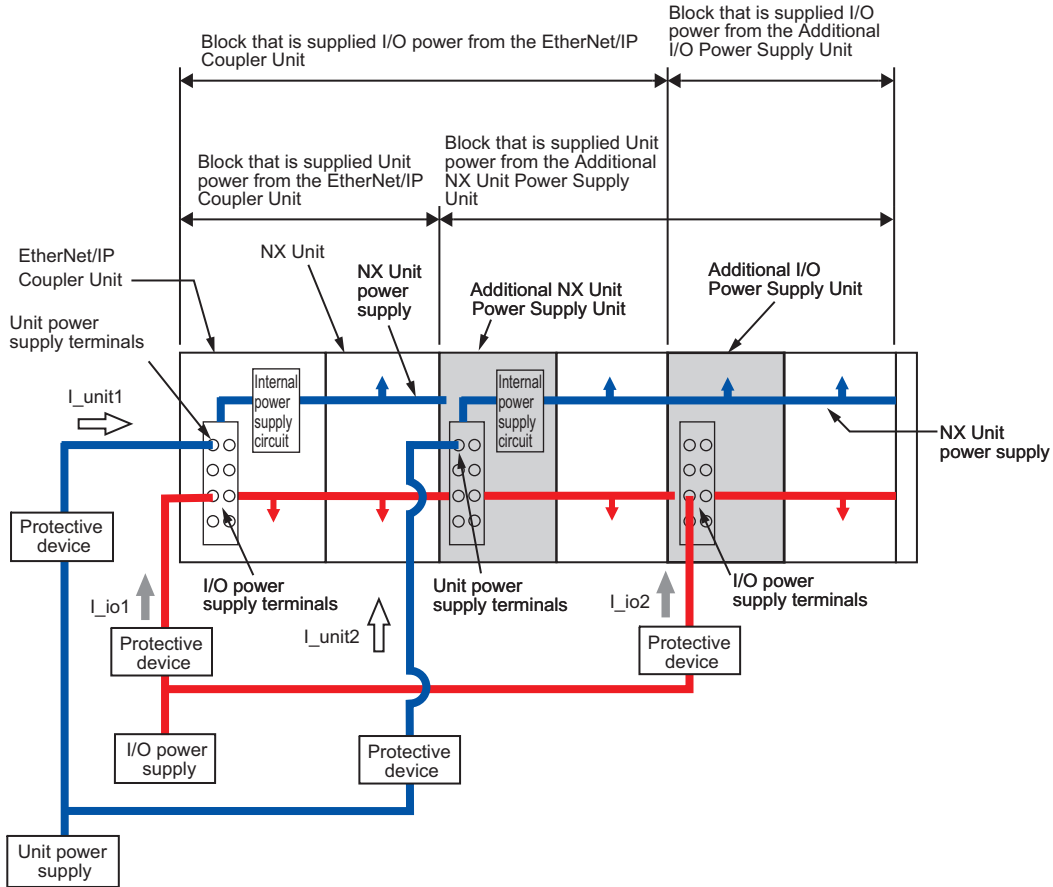 Block that is supplied I/O
power from the Additional
I/O Power Supply Unit
Block that is supplied I/O power from the EtherNet/IP
Coupler Unit
Block that is supplied Unit
power from the EtherNet/IP
Coupler Unit
Block that is supplied Unit
power from the Additional
NX Unit Power Supply
Unit
EtherNet/IP
Coupler Unit
NX Unit
NX Unit
power
supply
Additional NX Unit
Power Supply Unit
Additional I/O
Power Supply Unit
Unit power
supply terminals
I_unit1
Internal
power
supply
circuit
Internal
power
supply
circuit
NX Unit
power supply
Protective
device
I/O power
supply terminals
Unit power
supply terminals
I/O power
supply terminals
I_io1
I_unit2
I_io2
Protective
device
Protective
device
I/O power
supply
Protective
device
Unit power
supply